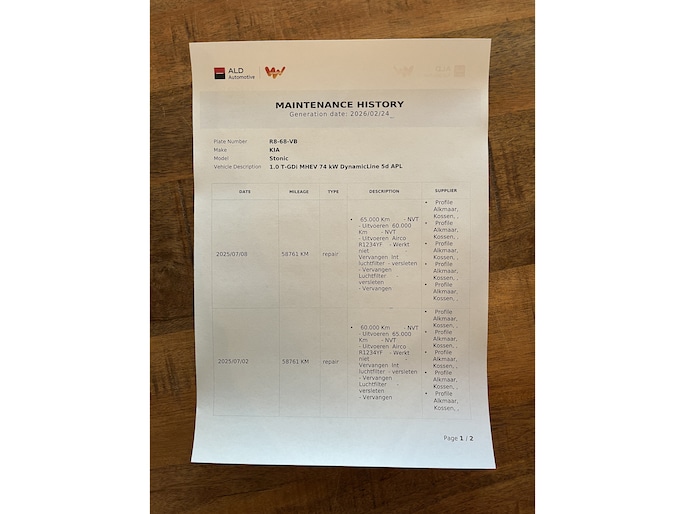 ALD
Automotive
MAINTENANCE HISTORY
Generation date: 2026/02/24_
Plate Number R8-68-VB
Make KIA
Model Stonic
Vehicle Description 1.0 T-GDi MHEV 74 kW DynamicLine 5d APL
DATE MILEAGE TYPE DESCRIPTION SUPPLIER
2025/07/08 58761 KM repair
• 65.000 Km - NVT
- Uitvoeren 60.000
Km - NVT
- Uitvoeren Airco
R1234YF - Werkt
niet
Vervangen Int
luchtfilter - versleten
- Vervangen
Luchtfilter -
versleten
- Vervangen
• Profile
Alkmaar,
Kossen, ,
• Profile
Alkmaar,
Kossen, ,
• Profile
Alkmaar,
Kossen, ,
• Profile
Alkmaar,
Kossen, ,
• Profile
Alkmaar,
Kossen, ,
2025/07/02 58761 KM repair
• 60.000 Km - NVT
- Uitvoeren 65.000
Km - NVT
- Uitvoeren Airco
R1234YF - Werkt
niet -
Vervangen Int
luchtfilter - versleten
- Vervangen
Luchtfilter -
versleten
- Vervangen
• Profile
Alkmaar,
Kossen, ,
• Profile
Alkmaar,
Kossen, ,
• Profile
Alkmaar,
Kossen, ,
• Profile
Alkmaar,
Kossen, ,
• Profile
Alkmaar,
Kossen, ,
Page 1 / 2